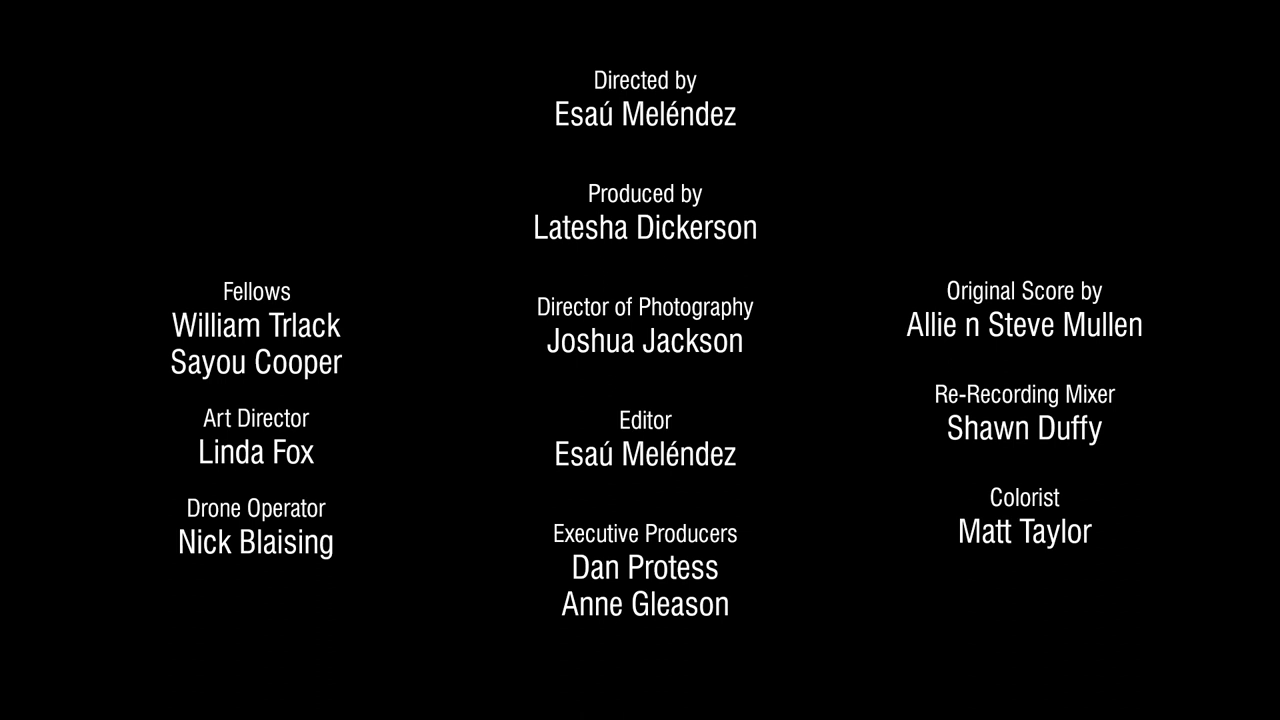 Directed by
Esaú Meléndez
Produced by
Latesha Dickerson
Director of Photography
Joshua Jackson
Editor
Esaú Meléndez
Executive Producers
Dan Protess
Anne Gleason
Fellows
William Trlack
Sayou Cooper
Art Director
Linda Fox
Drone Operator
Nick Blaising
Original Score by
Allie n Steve Mullen
Re-Recording Mixer
Shawn Duffy
Colorist
Matt Taylor